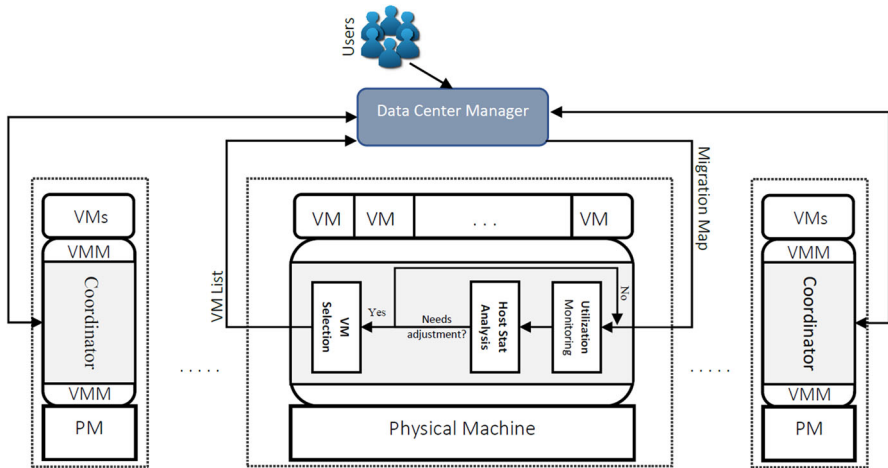 Users
Data Center Manager
Migration Map
VM List
VMs
VMM
Coordinator
VMM
PM
. . . . .
VM
VM
. . .
VM
VM
Selection
Yes
Needs
adjustment?
Host Stat
Analysis
Utilization
Monitoring
No
Physical Machine
. . . . .
VMs
VMM
Coordinator
VMM
PM